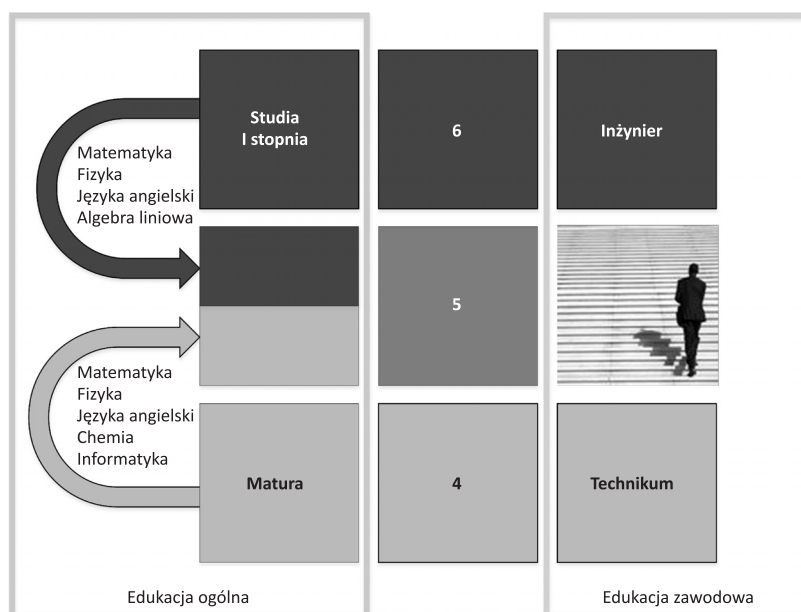 Studia
I stopnia
6
Inżynier
Matematyka
Fizyka
Języka angielski
Algebra liniowa
5
Matematyka
Fizyka
Języka angielski
Chemia
Informatyka
Matura
4
Technikum
Edukacja ogólna
Edukacja zawodowa